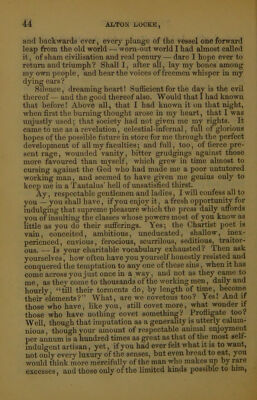 44 ALTON LOCKE,
and backwards ever, every plunge of the vessel one forward
leap from the old world — worn-out world I had almost called
it, of sham civilisation and real penury — dare I hope ever to
return and triumph? Shall I, after all, lay my bones among
my own people, and hear the voices of freemen whisper in my
dying ears?
Silence, dreaming heart! Sufficient for the day is the evil
thereof — and the good thereof also. Would that I had known
that before! Above all, that I had known it on that night,
when first the burning thought arose in my heart, that I was
unjustly used; that society had not given me my rights. It
came to me as a revelation, celestial-infernal, full of glorious
hopes of the possible future in store for me through the perfect
development of all my faculties; and full, too, of fierce pre-
sent rage, wounded vanity, bitter grudgings against those
more favoured than myself, which grew in time almost to
cursing against the God who had made me a poor untutored
working man, and seemed to have given me genius only to
keep me in a Tantalus' hell of unsatisfied thirst.
Ay, respectable gentlemen and ladies, I will confess all to
you — you shall have, if you enjoy it, a fresh opportunity for
indulging that supreme pleasure which the press daily affords
you of insulting the classes whose powers most of you know as
little as you do their sufferings. Yes; the Chartist poet is
vain, conceited, ambitious, uneducated, shallow, inex-
perienced, envious, ferocious, scurrilous, seditious, traitor-
ous. — Is your charitable vocabulary exhausted? Then ask
yourselves, how often have you yourself honestly resisted and
conquered the temptation to any one of these sins, when it has
come across you just once in a way, and not as they came to
me, as they come to thousands of the working men, daily and
hourly, "till their torments do, by length of time, become
their elements?" What, are we covetous too? Yes! And if
those who have, like you, still covet more, what wonder if
those who have nothing covet something? Profligate too?
Well, though that imputation as a generality is utterly calum-
nious, though your amount of respectable animal enjoyment
per annum is a hundred times as great as that of the most self-
indulgent artisan, yet, if you had ever felt what it is to want,
not only every luxury of the senses, but even bread to eat, you
would think more mercifully of the man who makes up by rare
excesses, and those only of the limited kinds possible to him,